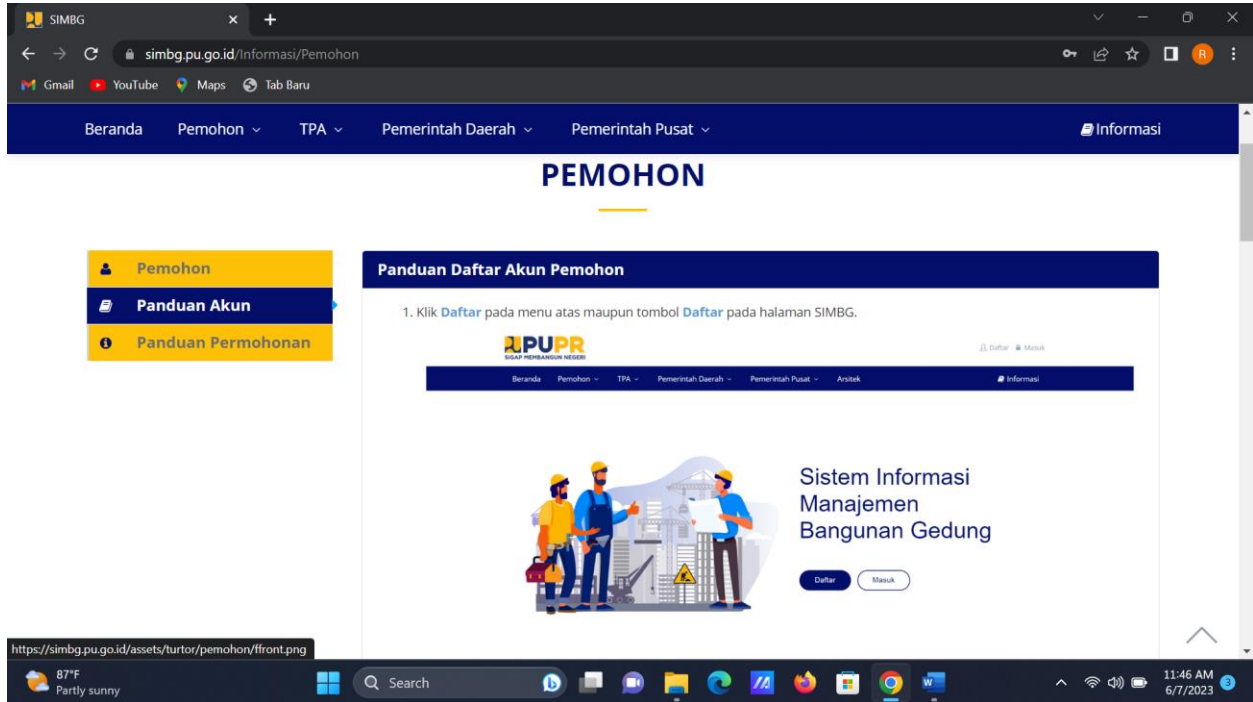 SIMBG
simbg.pu.go.id/Informasi/Pemohon
R
Gmail YouTube Maps Tab Baru
Beranda Pemohon TPA Pemerintah Daerah Pemerintah Pusat Informasi
PEMOHON
Pemohon
Panduan Akun
Panduan Permohonan
Panduan Daftar Akun Pemohon
1. Klik Daftar pada menu atas maupun tombol Daftar pada halaman SIMBG.
PUPR
SIGAP MEMBANGUN NEGERI
Daftar Masuk
Beranda Pemohon TPA Pemerintah Daerah Pemerintah Pusat Arsitek Informasi
Sistem Informasi
Manajemen
Bangunan Gedung
Daftar Masuk
https://simbg.pu.go.id/assets/turtor/pemohon/ffront.png
87°F
Partly sunny
Search
11:46 AM
6/7/2023
3